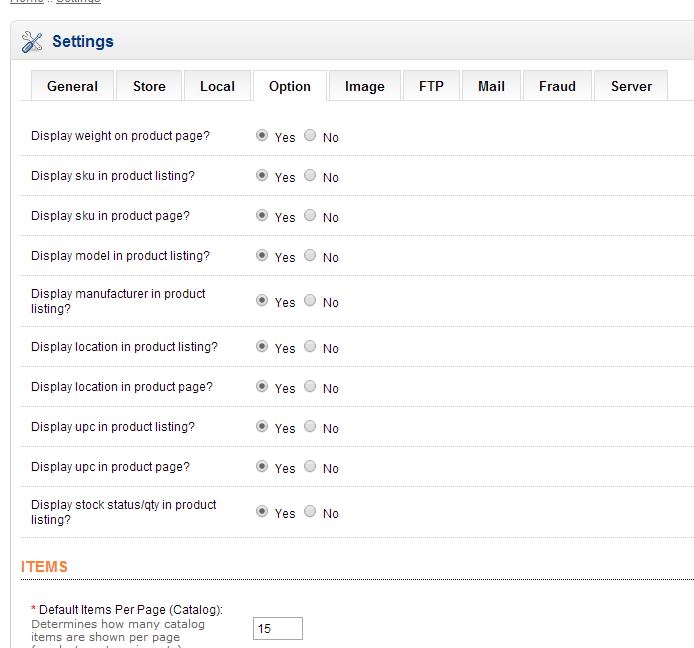 Home :: Settings
Settings
General Store Local Option Image FTP Mail Fraud Server
Display weight on product page? Yes No
Display sku in product listing? Yes No
Display sku in product page? Yes No
Display model in product listing? Yes No
Display manufacturer in product
listing? Yes No
Display location in product listing? Yes No
Display location in product page? Yes No
Display upc in product listing? Yes No
Display upc in product page? Yes No
Display stock status/qty in product
listing? Yes No
ITEMS
* Default Items Per Page (Catalog):
Determines how many catalog
items are shown per page
15